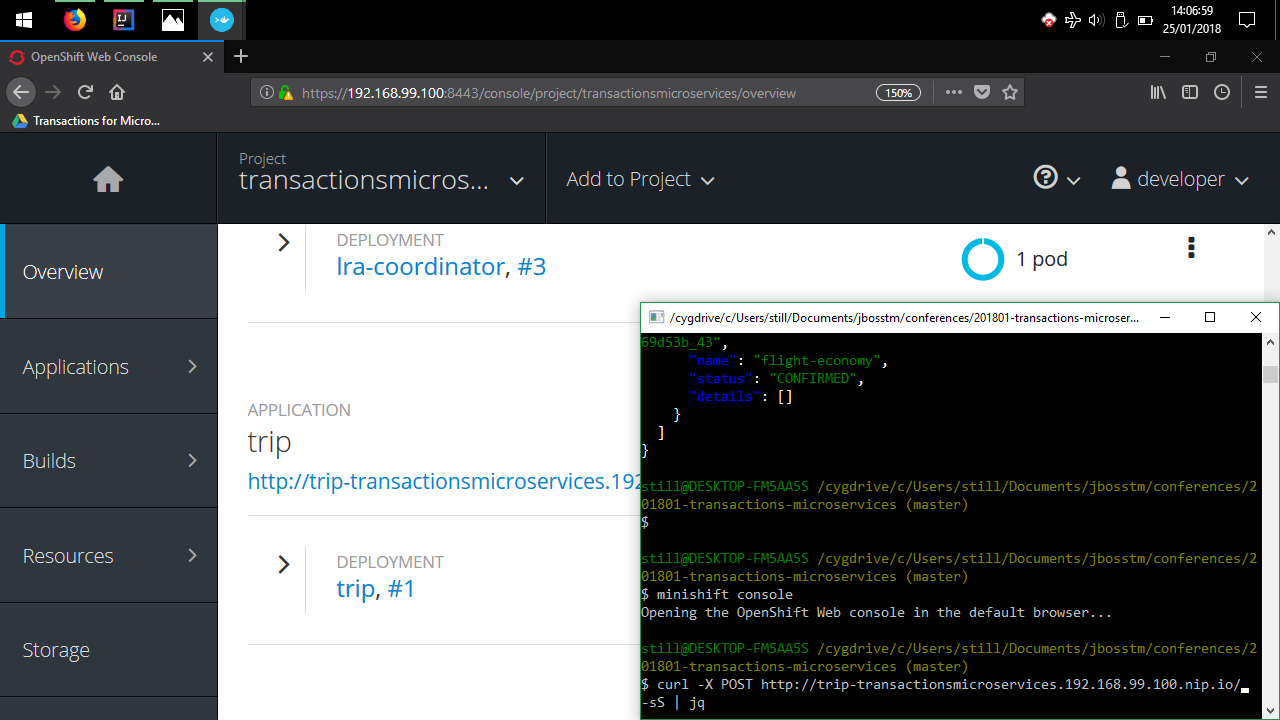 14:06:59
25/01/2018
OpenShift Web Console
https://192.168.99.100:8443/console/project/transactionsmicroservices/overview
150%
Transactions for Micro...
Project
transactionsmicros...
Add to Project
developer
Overview
Applications
Builds
Resources
Storage
DEPLOYMENT
lra-coordinator, #3
1 pod
APPLICATION
trip
http://trip-transactionsmicroservices.192
DEPLOYMENT
trip, #1
/cygdrive/c/Users/still/Documents/jbosstm/conferences/201801-transactions-microser...
69d53b_43",
"name": "flight-economy",
"status": "CONFIRMED",
"details": []
}
]
}
still@DESKTOP-FM5AA5S /cygdrive/c/Users/still/Documents/jbosstm/conferences/2
01801-transactions-microservices (master)
$
still@DESKTOP-FM5AA5S /cygdrive/c/Users/still/Documents/jbosstm/conferences/2
01801-transactions-microservices (master)
$ minishift console
Opening the OpenShift Web console in the default browser...
still@DESKTOP-FM5AA5S /cygdrive/c/Users/still/Documents/jbosstm/conferences/2
01801-transactions-microservices (master)
$ curl -X POST http://trip-transactionsmicroservices.192.168.99.100.nip.io/
-sS | jq